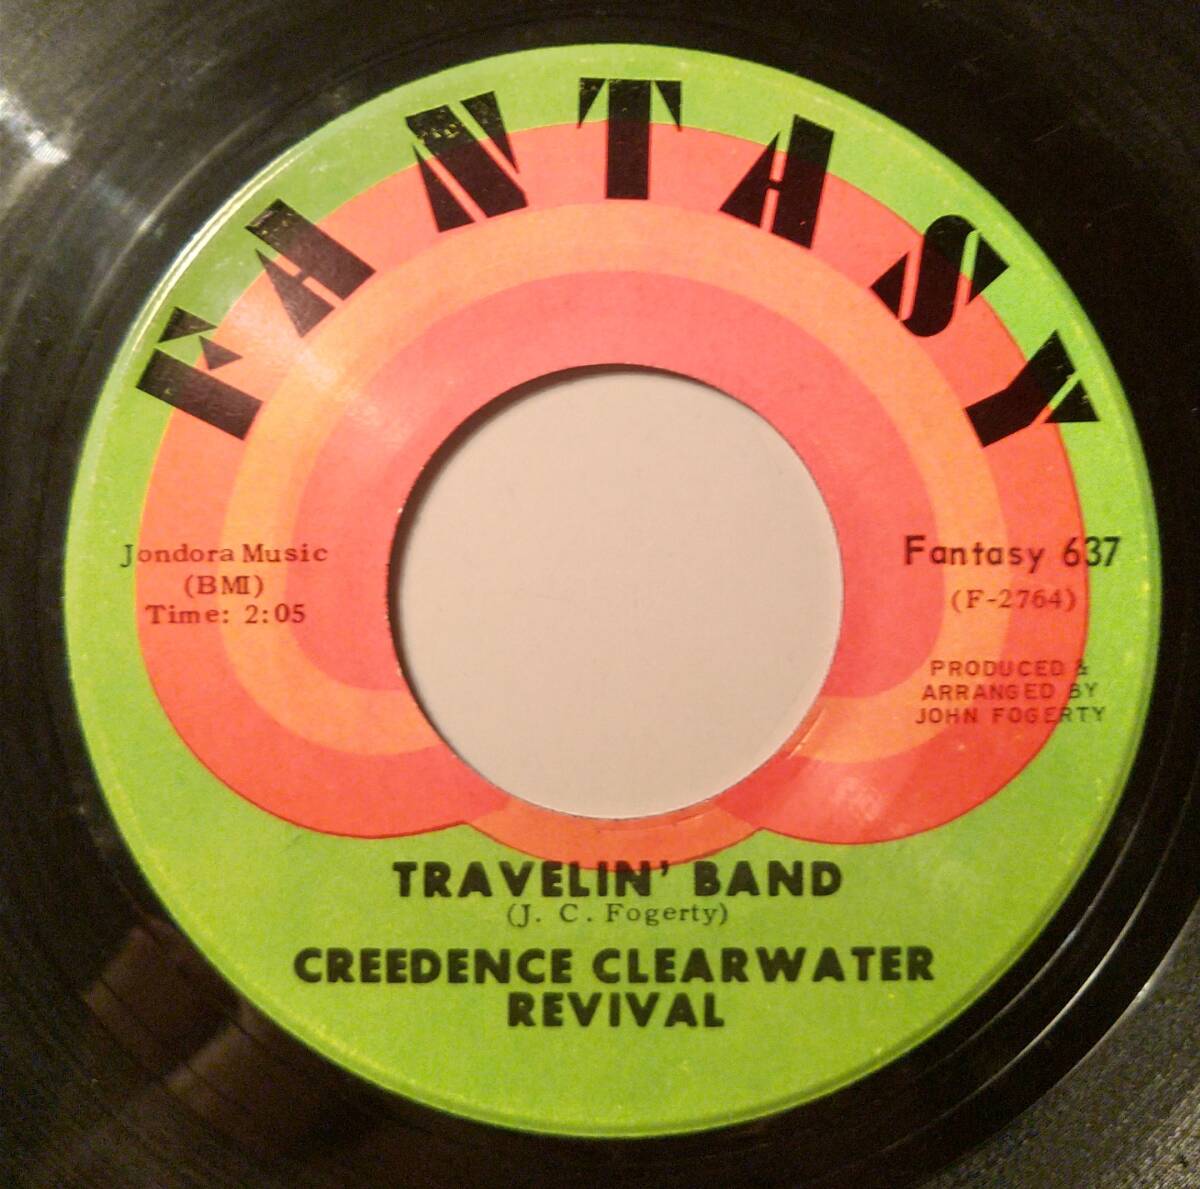 FANTASY
Jondora Music
(BMI)
Time: 2:05
Fantasy 637
(F-2764)
PRODUCED &
ARRANGED BY
JOHN FOGERTY
TRAVELIN' BAND
(J. C. Fogerty)
CREEDENCE CLEARWATER
REVIVAL